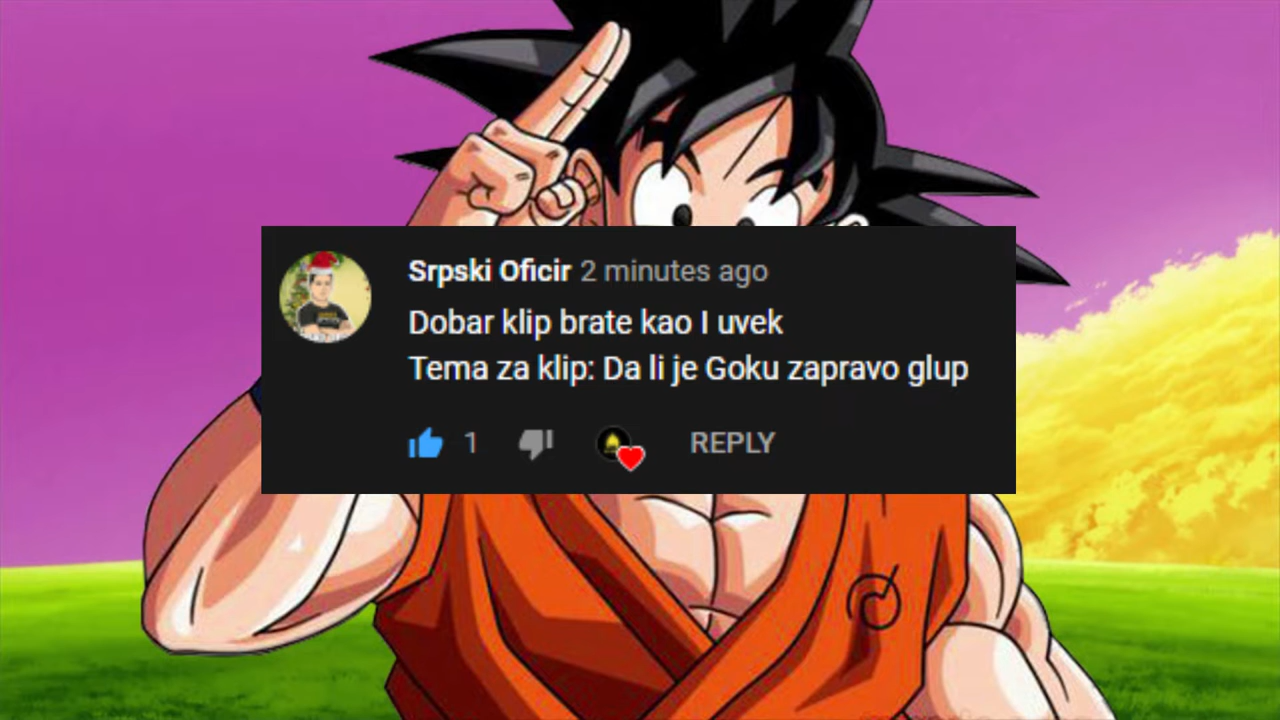 Srpski Oficir 2 minutes ago
Dobar klip brate kao I uvek
Tema za klip: Da li je Goku zapravo glup
1 REPLY